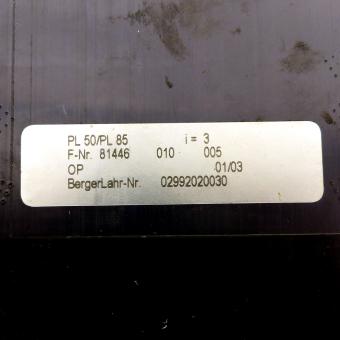 PL 50/PL 85 i = 3
F-Nr. 81446 010 005
OP 01/03
BergerLahr-Nr. 02992020030